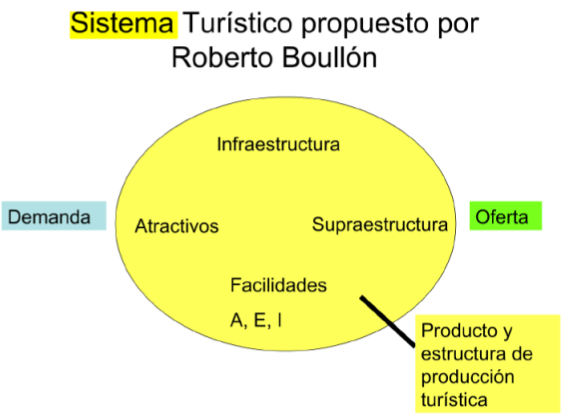 Sistema Turístico propuesto por
Roberto Boullón
Infraestructura
Demanda
Atractivos
Supraestructura
Oferta
Facilidades
A, E, I
Producto y
estructura de
producción
turística